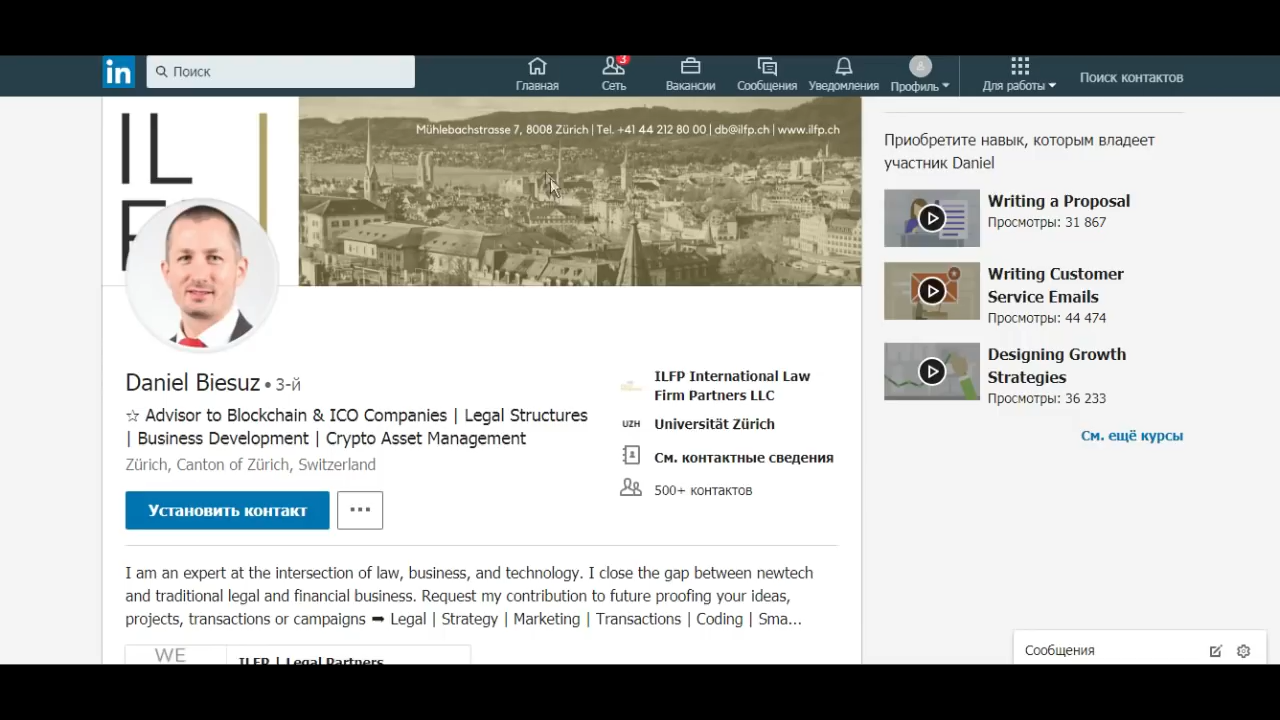 in
Поиск
3
Главная
Сеть
Вакансии
Сообщения
Уведомления
Профиль
Для работы
Поиск контактов
IL
F
Mühlebachstrasse 7, 8008 Zürich | Tel. +41 44 212 80 00 | db@ilfp.ch | www.ilfp.ch
Daniel Biesuz • 3-й
☆ Advisor to Blockchain & ICO Companies | Legal Structures
| Business Development | Crypto Asset Management
Zürich, Canton of Zürich, Switzerland
Установить контакт
...
ILFP International Law
Firm Partners LLC
UZH
Universität Zürich
См. контактные сведения
500+ контактов
I am an expert at the intersection of law, business, and technology. I close the gap between newtech
and traditional legal and financial business. Request my contribution to future proofing your ideas,
projects, transactions or campaigns ➡ Legal | Strategy | Marketing | Transactions | Coding | Sma...
WE
ILFP | Legal Partners
Приобретите навык, которым владеет
участник Daniel
Writing a Proposal
Просмотры: 31 867
Writing Customer
Service Emails
Просмотры: 44 474
Designing Growth
Strategies
Просмотры: 36 233
См. ещё курсы
Сообщения